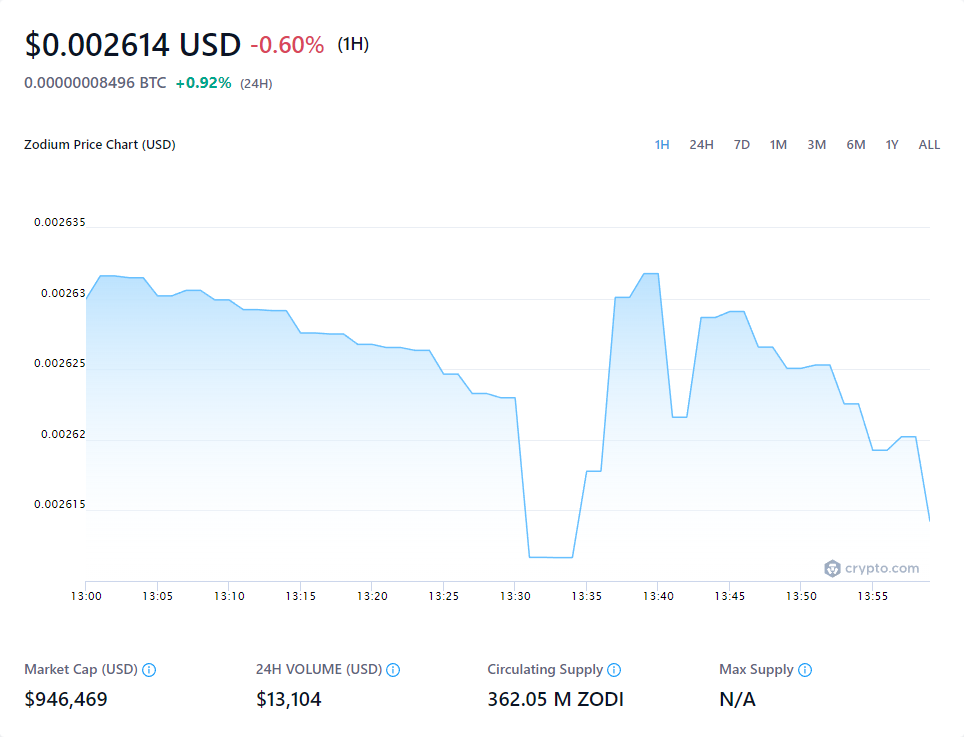 $0.002614 USD -0.60% (1H)
0.00000008496 BTC +0.92% (24H)
Zodium Price Chart (USD) 1H 24H 7D 1M 3M 6M 1Y ALL
0.002635
0.00263
0.002625
0.00262
0.002615
crypto.com
13:00 13:05 13:10 13:15 13:20 13:25 13:30 13:35 13:40 13:45 13:50 13:55
Market Cap (USD) 24H VOLUME (USD) Circulating Supply Max Supply
$946,469 $13,104 362.05 M ZODI N/A